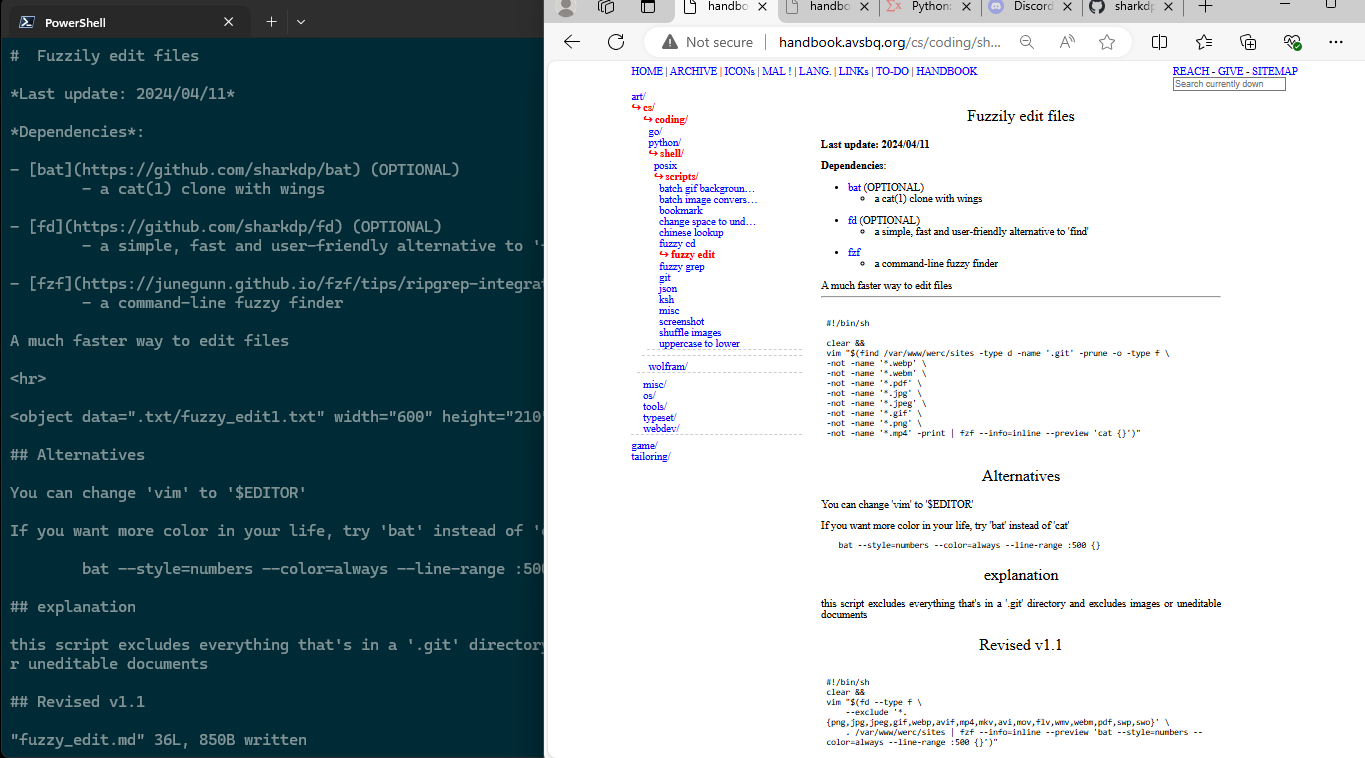 PowerShell
#  Fuzzily edit files
*Last update: 2024/04/11*
*Dependencies*:
- [bat](https://github.com/sharkdp/bat) (OPTIONAL)
- a cat(1) clone with wings
- [fd](https://github.com/sharkdp/fd) (OPTIONAL)
- a simple, fast and user-friendly alternative to '
- [fzf](https://junegunn.github.io/fzf/tips/ripgrep-integra
- a command-line fuzzy finder
A much faster way to edit files
<hr>
<object data=".txt/fuzzy_edit1.txt" width="600" height="210"
## Alternatives
You can change 'vim' to '$EDITOR'
If you want more color in your life, try 'bat' instead of '
bat --style=numbers --color=always --line-range :500
## explanation
this script excludes everything that's in a '.git' directory
r uneditable documents
## Revised v1.1
"fuzzy_edit.md" 36L, 850B written
handbo
handbo
Python:
Discord
sharkdp
Not secure
handbook.avsbq.org/cs/coding/sh...
HOME | ARCHIVE | ICONs | MAL ! | LANG. | LINKs | TO-DO | HANDBOOK
REACH - GIVE - SITEMAP
Search currently down
art/
↪ cs/
↪ coding/
go/
python/
↪ shell/
posix
↪ scripts/
batch gif backgroun…
batch image convers…
bookmark
change space to und…
chinese lookup
fuzzy cd
↪ fuzzy edit
fuzzy grep
git
json
ksh
misc
screenshot
shuffle images
uppercase to lower
wolfram/
misc/
os/
tools/
typeset/
webdev/
game/
tailoring/
Fuzzily edit files
Last update: 2024/04/11
Dependencies:
• bat (OPTIONAL)
◦ a cat(1) clone with wings
• fd (OPTIONAL)
◦ a simple, fast and user-friendly alternative to 'find'
• fzf
◦ a command-line fuzzy finder
A much faster way to edit files
#!/bin/sh
clear &&
vim "$(find /var/www/werc/sites -type d -name '.git' -prune -o -type f \
-not -name '*.webp' \
-not -name '*.webm' \
-not -name '*.pdf' \
-not -name '*.jpg' \
-not -name '*.jpeg' \
-not -name '*.gif' \
-not -name '*.png' \
-not -name '*.mp4' -print | fzf --info=inline --preview 'cat {}')"
Alternatives
You can change 'vim' to '$EDITOR'
If you want more color in your life, try 'bat' instead of 'cat'
bat --style=numbers --color=always --line-range :500 {}
explanation
this script excludes everything that's in a '.git' directory and excludes images or uneditable
documents
Revised v1.1
#!/bin/sh
clear &&
vim "$(fd --type f \
--exclude '*.
{png,jpg,jpeg,gif,webp,avif,mp4,mkv,avi,mov,flv,wmv,webm,pdf,swp,swo}' \
. /var/www/werc/sites | fzf --info=inline --preview 'bat --style=numbers --
color=always --line-range :500 {}')"